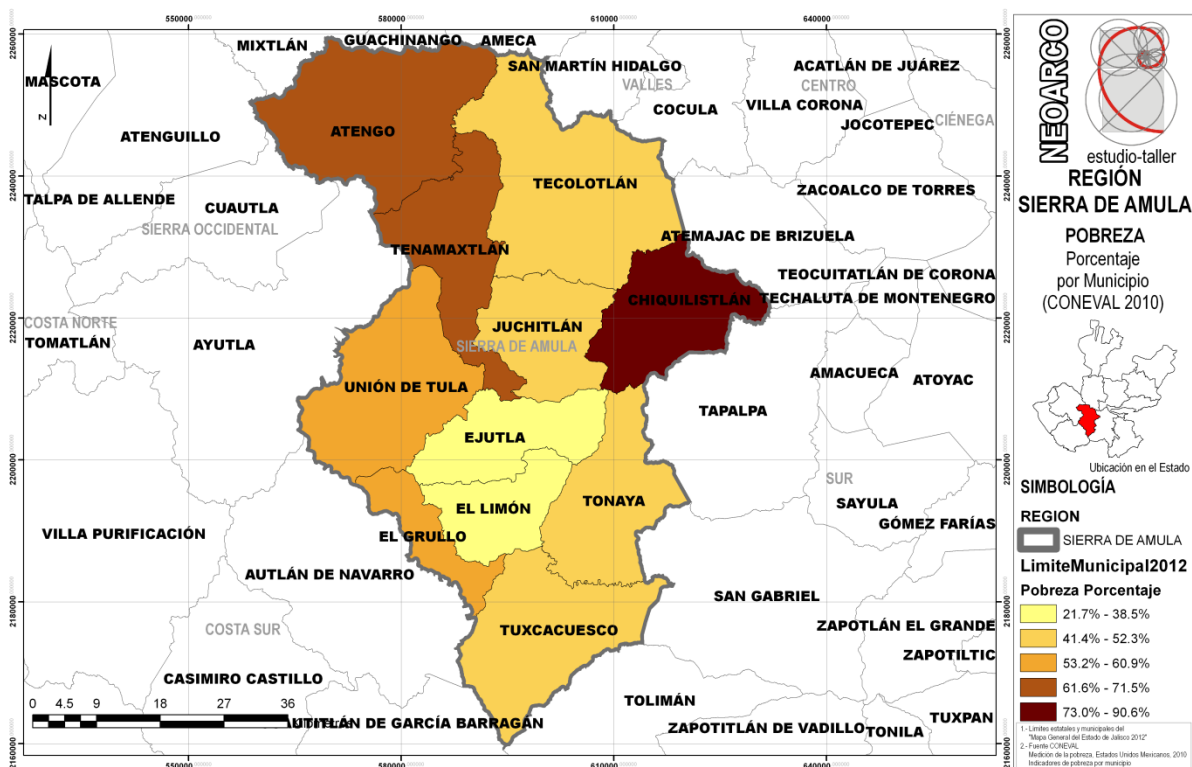 550000
580000
610000
640000
2260000
2260000
MIXTLÁN
GUACHINANGO
AMECA
MASCOTA
SAN MARTÍN HIDALGO
ACATLÁN DE JUÁREZ
VALLES
CENTRO
COCULA
VILLA CORONA
N
ATENGO
JOCOTEPEC
CIÉNEGA
ATENGUILLO
2240000
2240000
TECOLOTLÁN
ZACOALCO DE TORRES
TALPA DE ALLENDE
CUAUTLA
SIERRA OCCIDENTAL
TENAMAXTLÁN
ATEMAJAC DE BRIZUELA
TEOCUITATLÁN DE CORONA
CHIQUILISTLÁN
TECHALUTA DE MONTENEGRO
2220000
2220000
COSTA NORTE
TOMATLÁN
AYUTLA
JUCHITLÁN
SIERRA DE AMULA
AMACUECA
ATOYAC
UNIÓN DE TULA
TAPALPA
EJUTLA
2200000
2200000
SUR
SAYULA
GÓMEZ FARÍAS
TONAYA
EL LIMÓN
VILLA PURIFICACIÓN
EL GRULLO
AUTLÁN DE NAVARRO
SAN GABRIEL
2180000
2180000
COSTA SUR
TUXCACUESCO
ZAPOTLÁN EL GRANDE
ZAPOTILTIC
CASIMIRO CASTILLO
TOLIMÁN
0 4.5 9 18 27 36
TLÁN DE GARCÍA BARRAGÁN
ZAPOTITLÁN DE VADILLO
TONILA
TUXPAN
2160000
2160000
550000
580000
610000
640000
NEOARCO
estudio-taller
REGIÓN
SIERRA DE AMULA
POBREZA
Porcentaje
por Municipio
(CONEVAL 2010)
Ubicación en el Estado
SIMBOLOGÍA
REGION
SIERRA DE AMULA
LimiteMunicipal2012
Pobreza Porcentaje
21.7% - 38.5%
41.4% - 52.3%
53.2% - 60.9%
61.6% - 71.5%
73.0% - 90.6%
1.- Limites estatales y municipales del
"Mapa General del Estado de Jalisco 2012"
2.- Fuente CONEVAL
Medición de la pobreza, Estados Unidos Mexicanos, 2010
Indicadores de pobreza por municipio